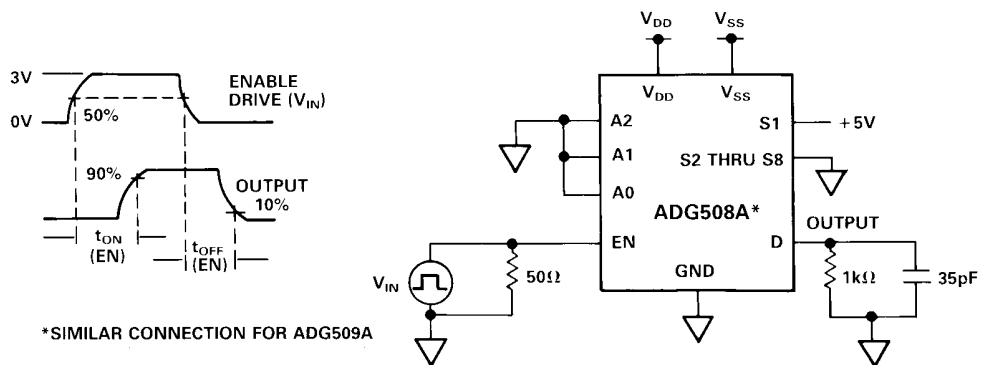 3V
0V
50%
ENABLE
DRIVE (VIN)
90%
OUTPUT
10%
tON
(EN)
tOFF
(EN)
*SIMILAR CONNECTION FOR ADG509A
VDD
VSS
VDD
VSS
A2
A1
A0
EN
S1
+5V
S2 THRU S8
ADG508A*
OUTPUT
D
GND
VIN
50Ω
1kΩ
35pF